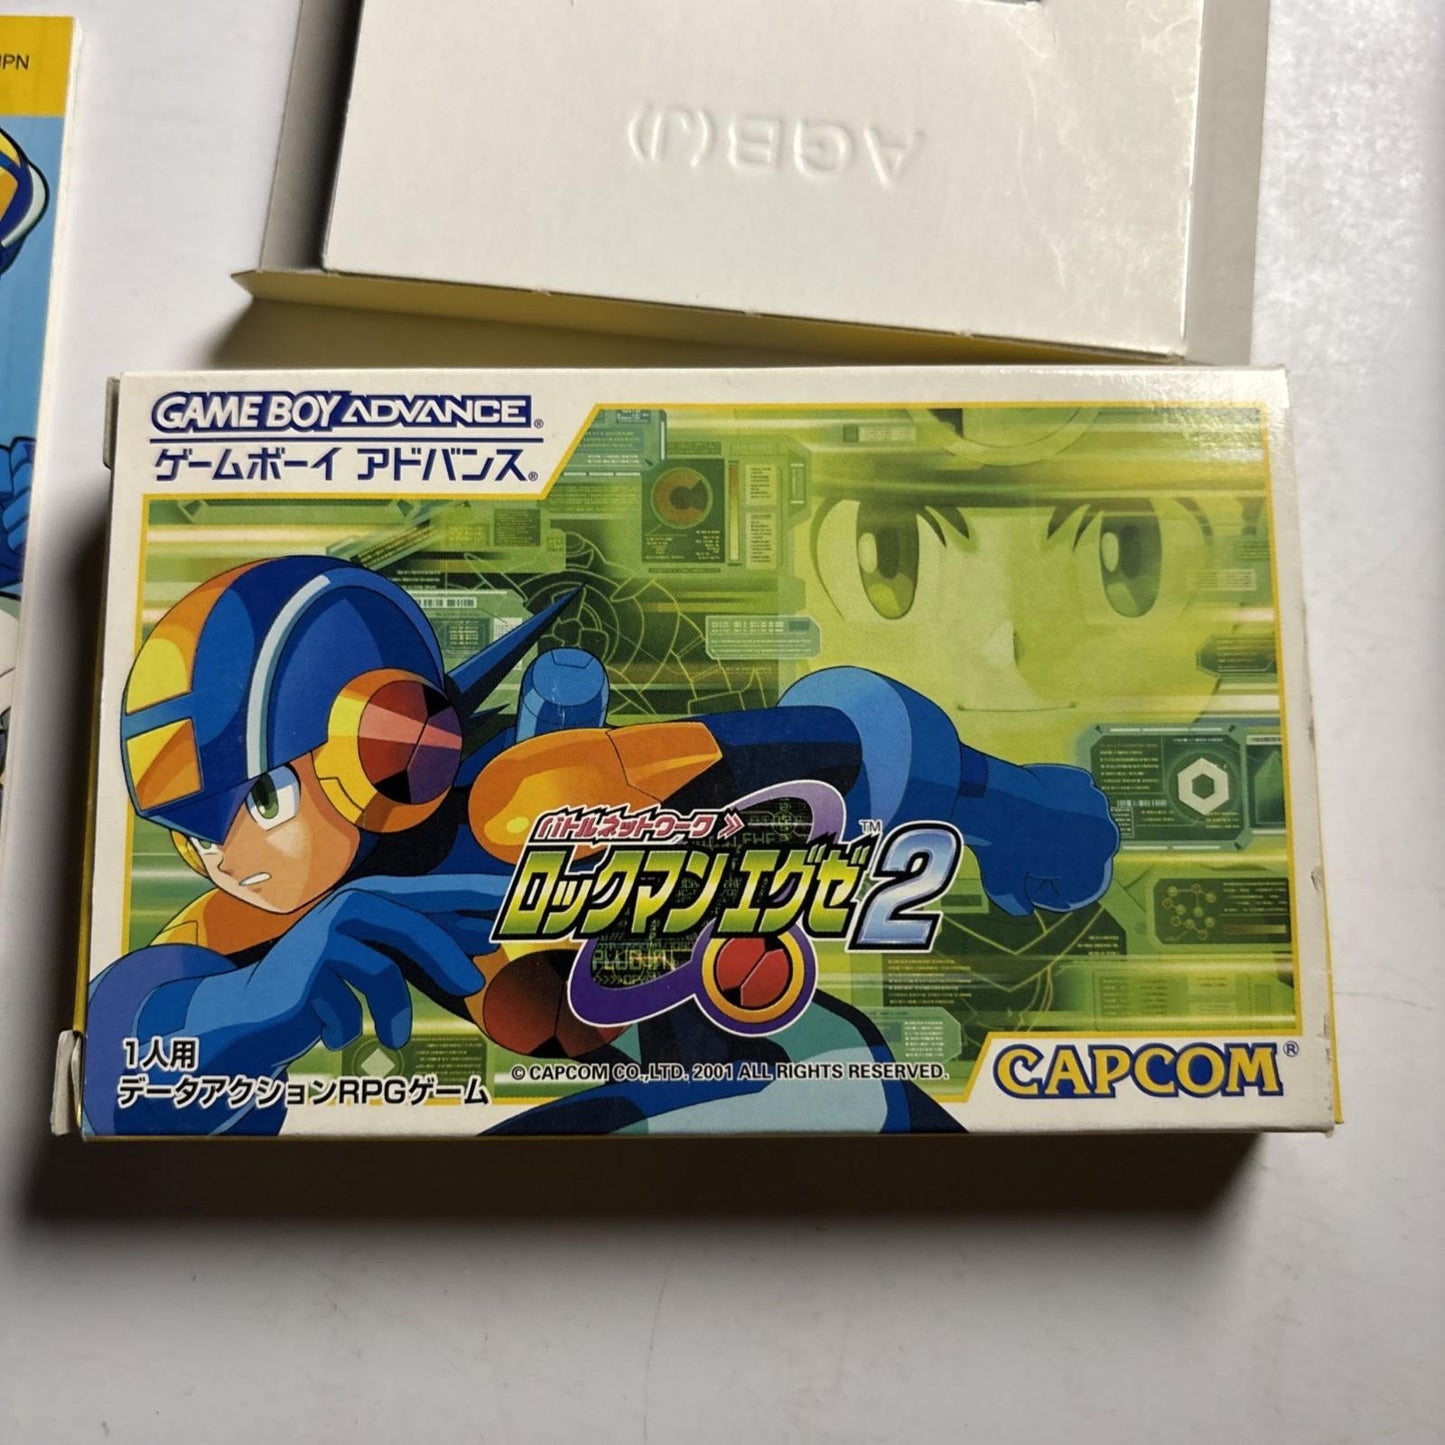 JPN
AGB(J)
GAME BOY ADVANCE®
ゲームボーイ アドバンス®
バトルネットワーク
ロックマン エグゼ2™
1人用
データアクションRPGゲーム
© CAPCOM CO.,LTD. 2001 ALL RIGHTS RESERVED.
CAPCOM®